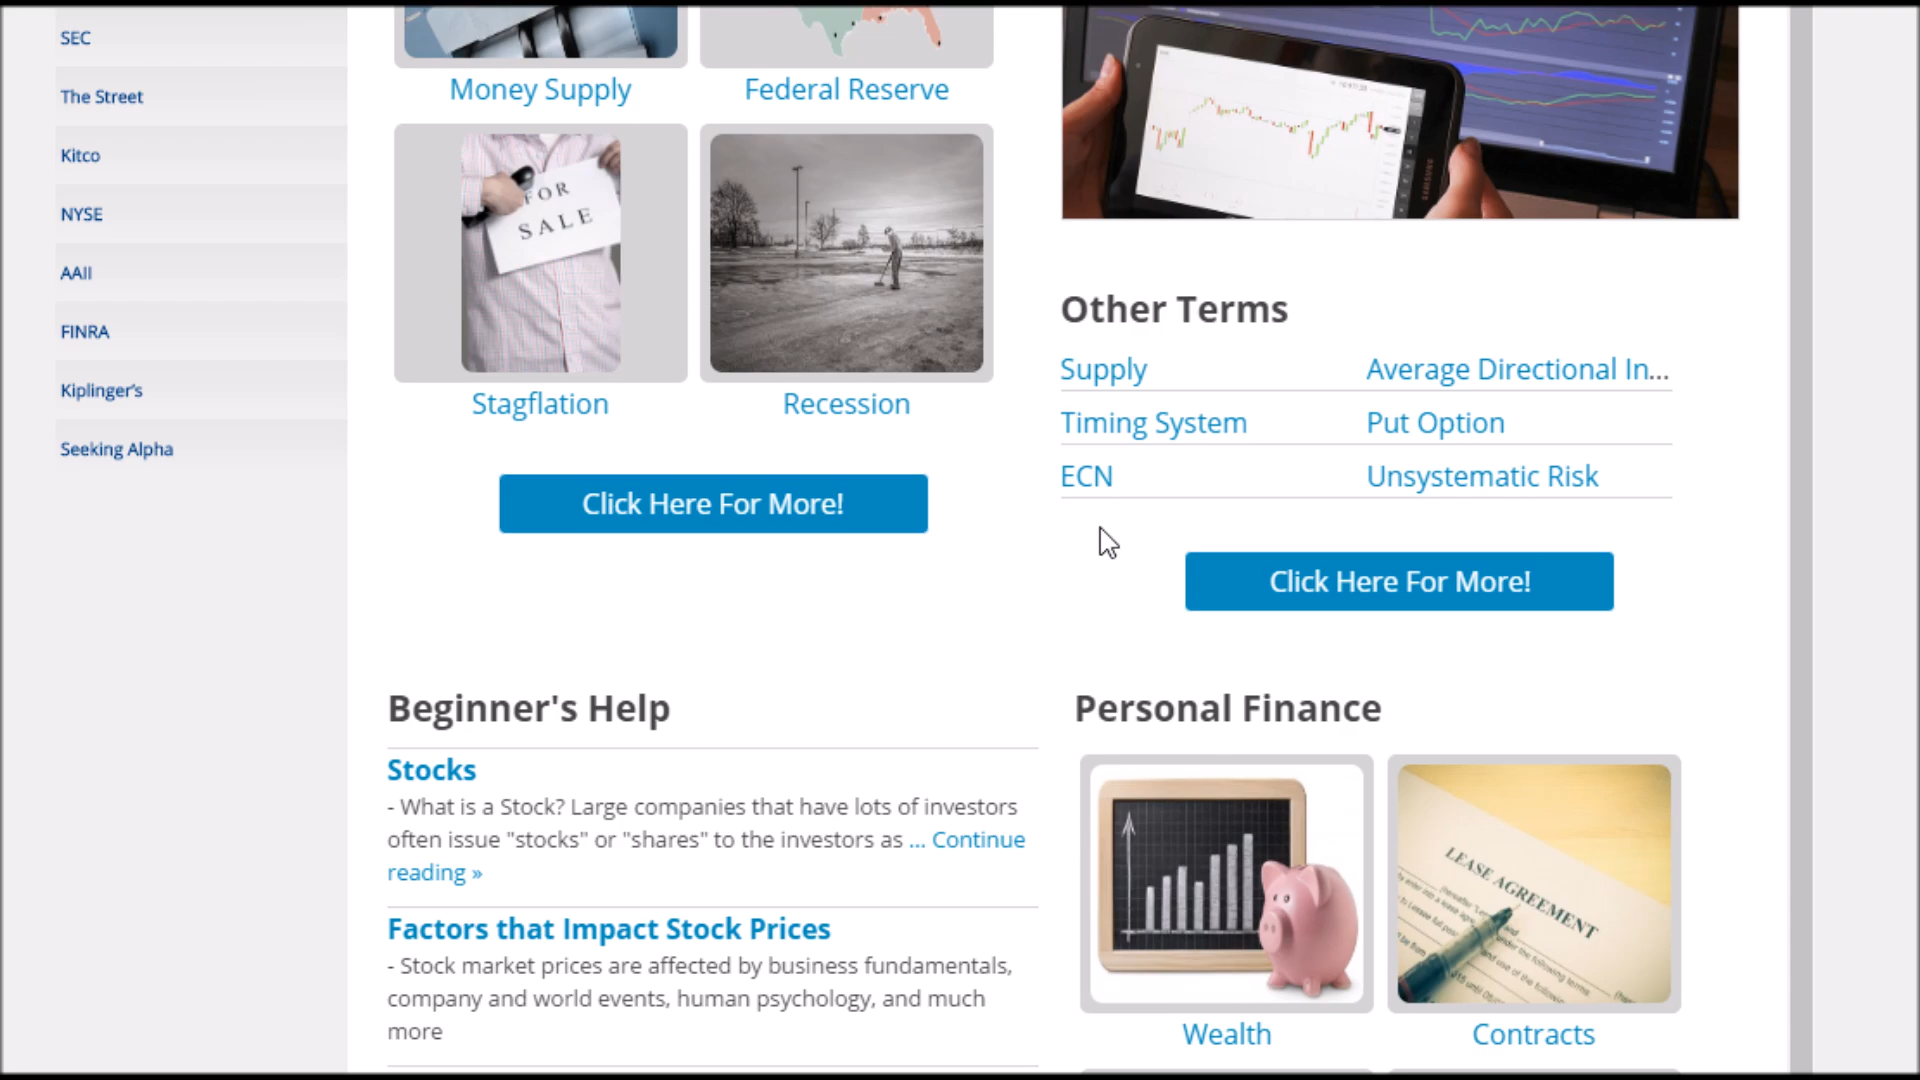 SEC
The Street
Kitco
NYSE
AAII
FINRA
Kiplinger's
Seeking Alpha
Money Supply
Federal Reserve
FOR
SALE
Stagflation
Recession
Click Here For More!
SAMSUNG
Other Terms
Supply
Average Directional In...
Timing System
Put Option
ECN
Unsystematic Risk
Click Here For More!
Beginner's Help
Stocks
- What is a Stock? Large companies that have lots of investors
often issue "stocks" or "shares" to the investors as ... Continue
reading »
Factors that Impact Stock Prices
- Stock market prices are affected by business fundamentals,
company and world events, human psychology, and much
more
Personal Finance
LEASE AGREEMENT
Wealth
Contracts